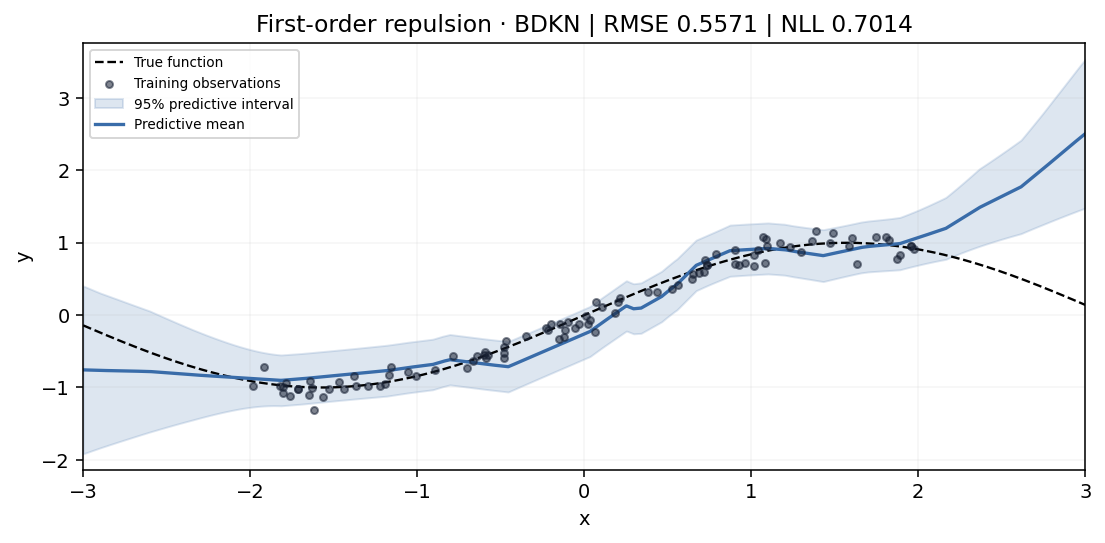 First-order repulsion · BDKN | RMSE 0.5571 | NLL 0.7014
True function
Training observations
95% predictive interval
Predictive mean
y
3
2
1
0
−1
−2
−3
−2
−1
0
1
2
3
x